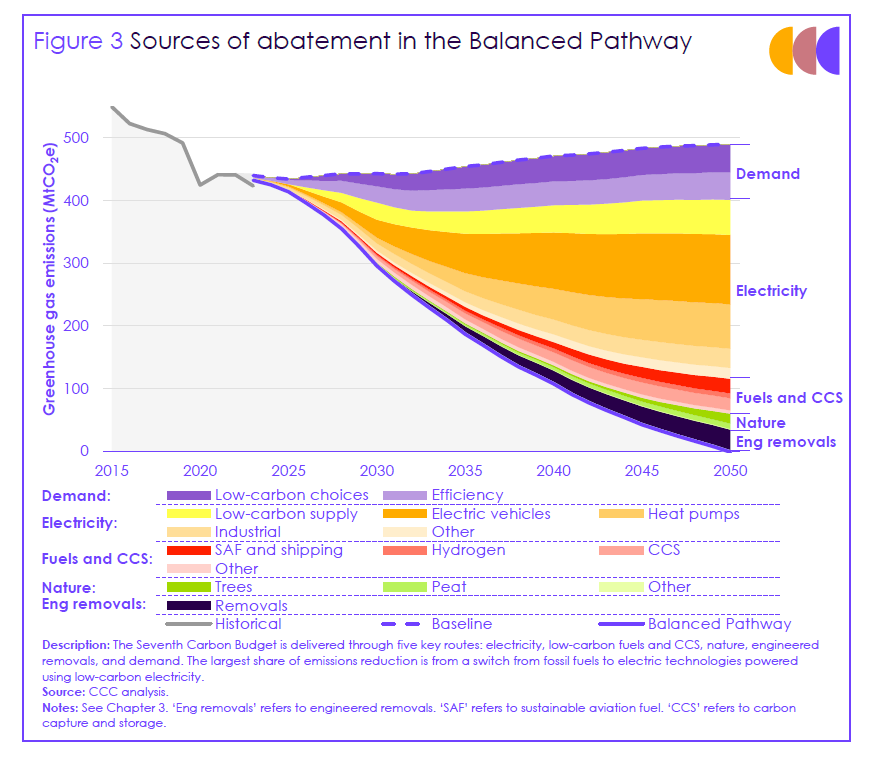 Figure 3 Sources of abatement in the Balanced Pathway
Greenhouse gas emissions (MtCO₂e)
500
400
300
200
100
0
2015 2020 2025 2030 2035 2040 2045 2050
Demand
Electricity
Fuels and CCS
Nature
Eng removals
Demand: Low-carbon choices Efficiency
Electricity: Low-carbon supply Electric vehicles Heat pumps
Industrial Other
Fuels and CCS: SAF and shipping Hydrogen CCS
Other
Nature: Trees Peat Other
Eng removals: Removals
Historical Baseline Balanced Pathway
Description: The Seventh Carbon Budget is delivered through five key routes: electricity, low-carbon fuels and CCS, nature, engineered
removals, and demand. The largest share of emissions reduction is from a switch from fossil fuels to electric technologies powered
using low-carbon electricity.
Source: CCC analysis.
Notes: See Chapter 3. ‘Eng removals’ refers to engineered removals. ‘SAF’ refers to sustainable aviation fuel. ‘CCS’ refers to carbon
capture and storage.